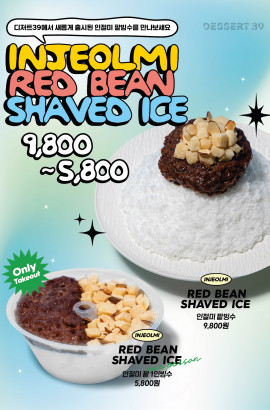 디저트39에서 새롭게 출시된 인절미 팥빙수를 만나보세요
DESSERT 39
INJEOLMI
RED BEAN
SHAVED ICE
9,800
~5,800
Only
Takeout
INJEOLMI
RED BEAN
SHAVED ICE
인절미 팥빙수
9,800원
INJEOLMI
RED BEAN
SHAVED ICE
인절미 팥1인빙수
5,800원